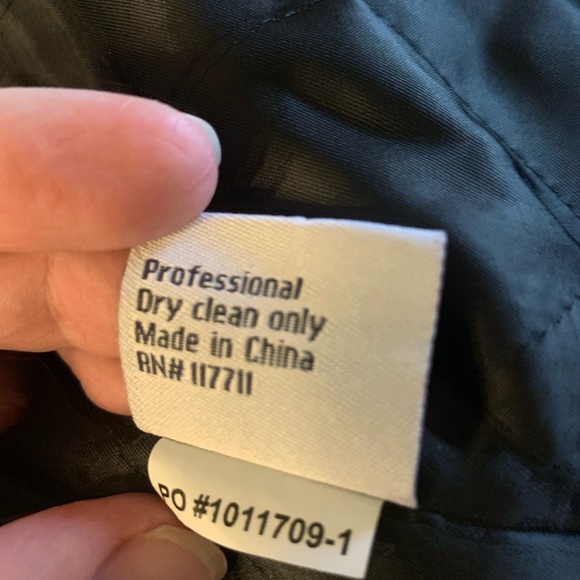 Professional
Dry clean only
Made in China
RN# 117711
PO #1011709-1